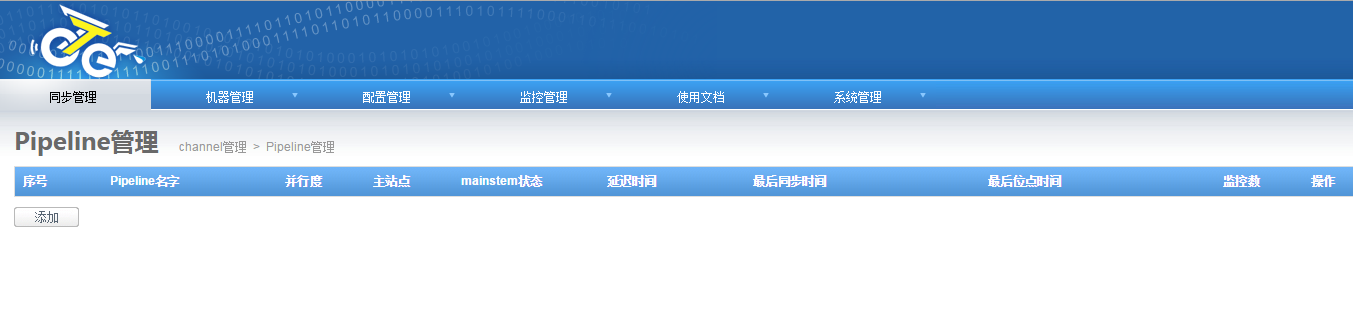 eTe
同步管理 机器管理 配置管理 监控管理 使用文档 系统管理
Pipeline管理 channel管理 > Pipeline管理
序号 Pipeline名字 并行度 主站点 mainstem状态 延迟时间 最后同步时间 最后位点时间 监控数 操作
添加